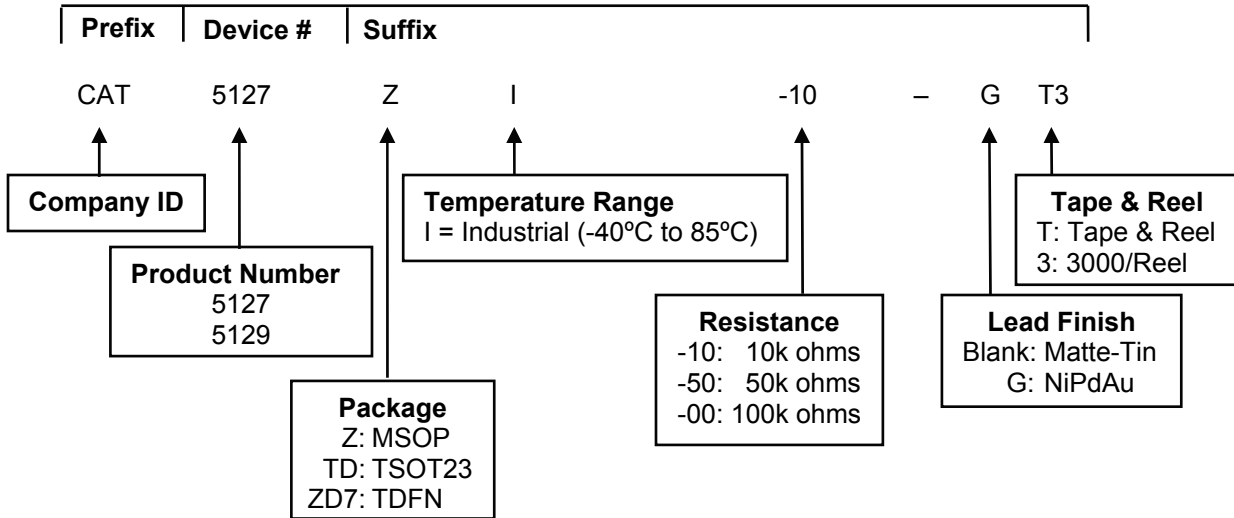 Prefix Device # Suffix
CAT 5127 Z I -10 – G T3
Company ID
Product Number
5127
5129
Package
Z: MSOP
TD: TSOT23
ZD7: TDFN
Temperature Range
I = Industrial (-40ºC to 85ºC)
Resistance
-10: 10k ohms
-50: 50k ohms
-00: 100k ohms
Lead Finish
Blank: Matte-Tin
G: NiPdAu
Tape & Reel
T: Tape & Reel
3: 3000/Reel